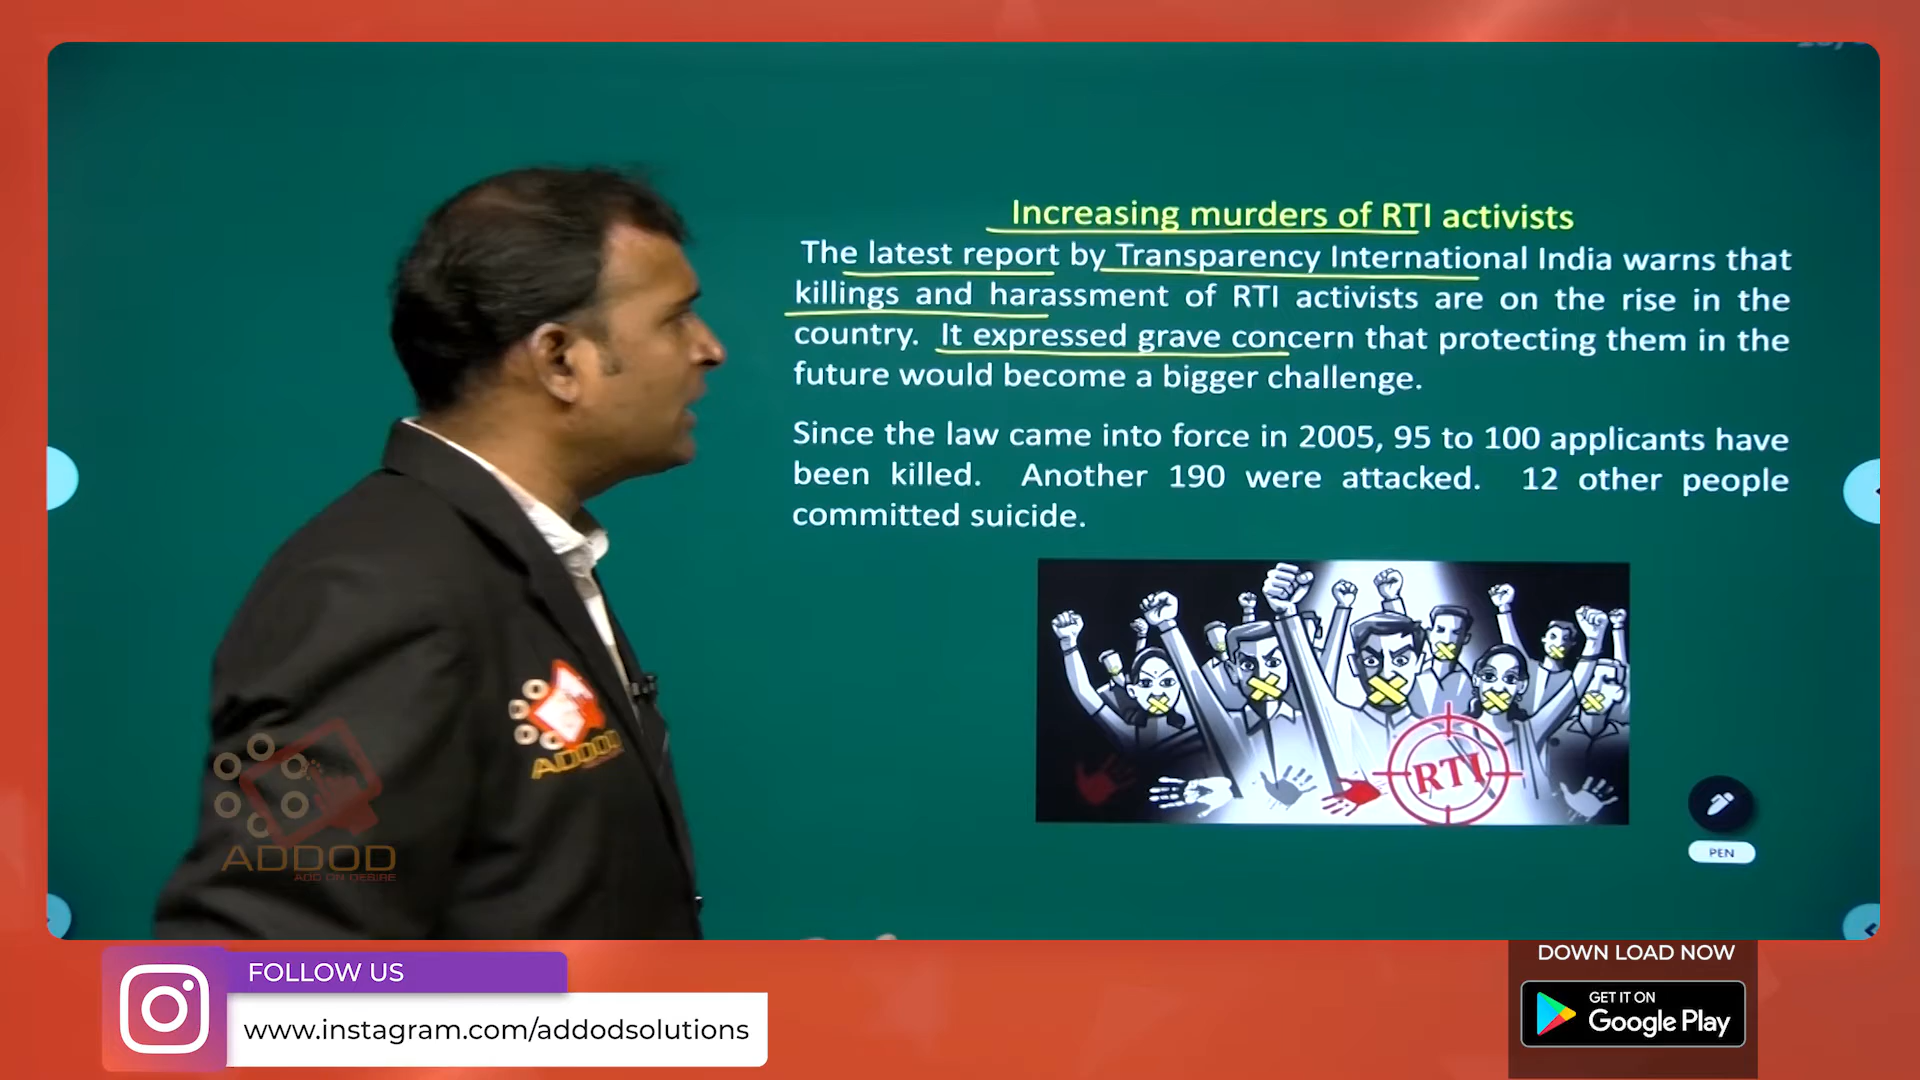 Increasing murders of RTI activists
The latest report by Transparency International India warns that
killings and harassment of RTI activists are on the rise in the
country. It expressed grave concern that protecting them in the
future would become a bigger challenge.
Since the law came into force in 2005, 95 to 100 applicants have
been killed. Another 190 were attacked. 12 other people
committed suicide.
RTI
ADDOD
ADDOD
ADD ON DESIRE
PEN
FOLLOW US
www.instagram.com/addodsolutions
DOWN LOAD NOW
GET IT ON
Google Play